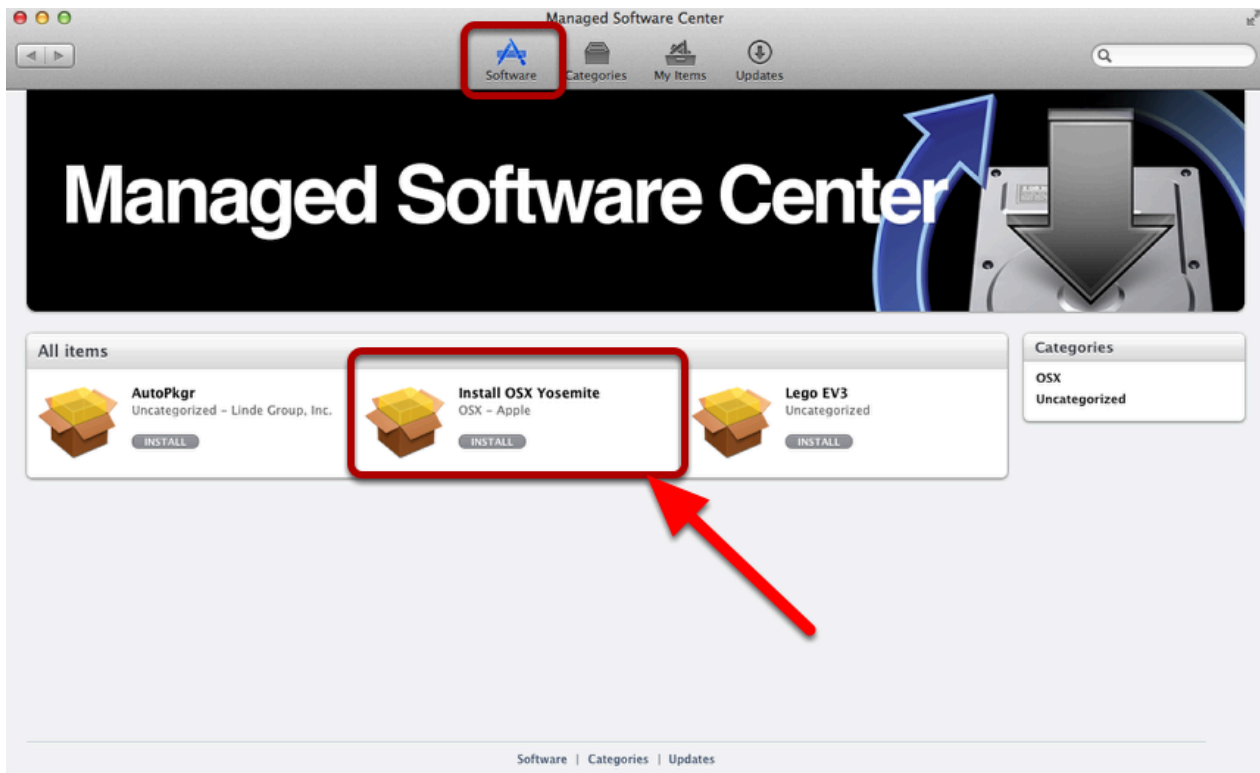 Managed Software Center
Software Categories My Items Updates
Managed Software Center
All items
AutoPkgr
Uncategorized – Linde Group, Inc.
INSTALL
Install OSX Yosemite
OSX – Apple
INSTALL
Lego EV3
Uncategorized
INSTALL
Categories
OSX
Uncategorized
Software | Categories | Updates